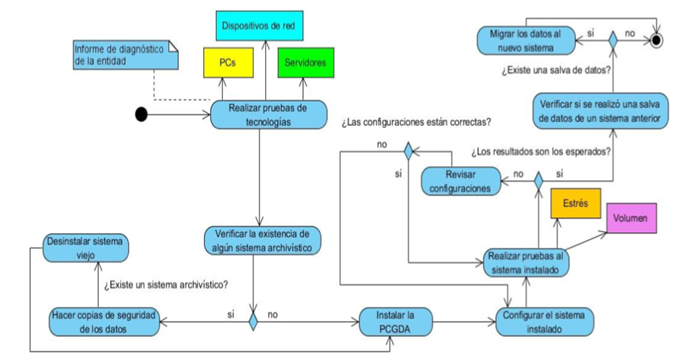 Dispositivos de red
Informe de diagnóstico
de la entidad
PCs
Servidores
Realizar pruebas de
tecnologías
Migrar los datos al
nuevo sistema
sí
no
¿Existe una salva de datos?
Verificar si se realizó una salva
de datos de un sistema anterior
¿Las configuraciones están correctas?
no
sí
¿Los resultados son los esperados?
Revisar
configuraciones
no
sí
Estrés
Volumen
Verificar la existencia de
algún sistema archivístico
Desinstalar sistema
viejo
Realizar pruebas al
sistema instalado
¿Existe un sistema archivístico?
Hacer copias de seguridad
de los datos
sí
no
Instalar la
PCGDA
Configurar el sistema
instalado